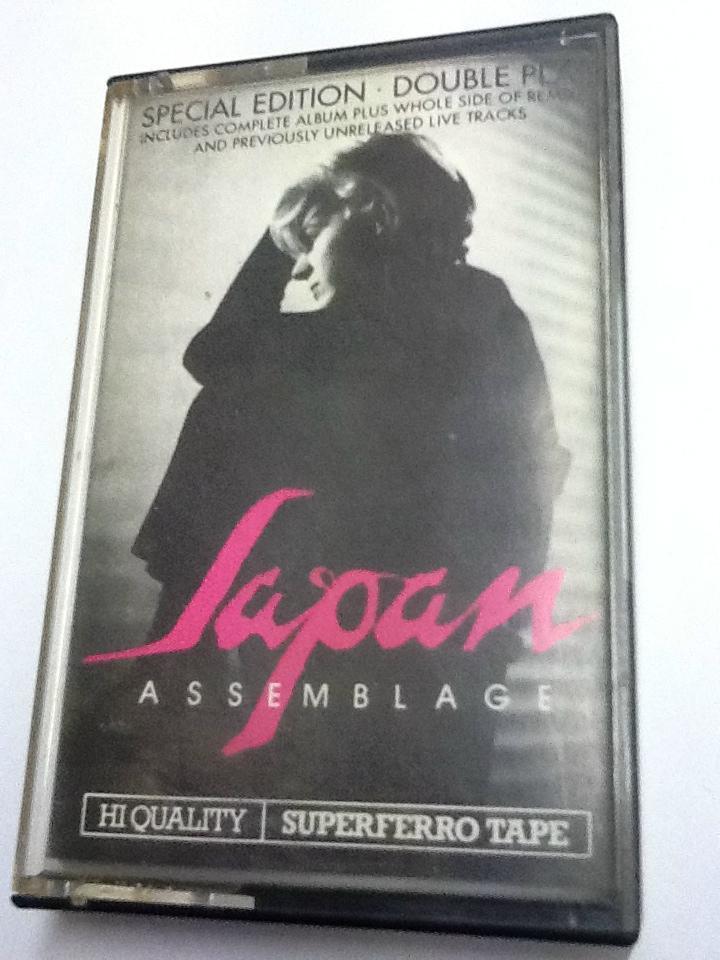 SPECIAL EDITION · DOUBLE
INCLUDES COMPLETE ALBUM PLUS WHOLE SIDE OF
AND PREVIOUSLY UNRELEASED LIVE TRACKS
Japan
ASSEMBLAGE
HI QUALITY SUPERFERRO TAPE